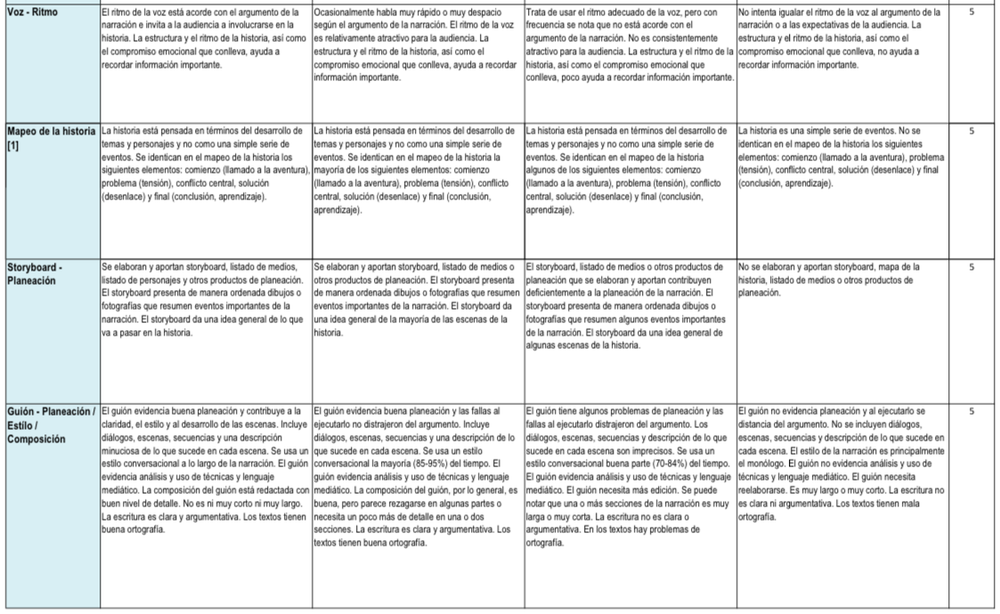 Voz - Ritmo
El ritmo de la voz está acorde con el argumento de la
narración e invita a la audiencia a involucrarse en la
historia. La estructura y el ritmo de la historia, así como
el compromiso emocional que conlleva, ayuda a
recordar información importante.
Ocasionalmente habla muy rápido o muy despacio
según el argumento de la narración. El ritmo de la voz
es relativamente atractivo para la audiencia. La
estructura y el ritmo de la historia, así como el
compromiso emocional que conlleva, ayuda a recordar
información importante.
Trata de usar el ritmo adecuado de la voz, pero con
frecuencia se nota que no está acorde con el
argumento de la narración. No es consistentemente
atractivo para la audiencia. La estructura y el ritmo de la
historia, así como el compromiso emocional que
conlleva, poco ayuda a recordar información importante.
No intenta igualar el ritmo de la voz al argumento de la
narración o a las expectativas de la audiencia. La
estructura y el ritmo de la historia, así como el
compromiso emocional que conlleva, no ayuda a
recordar información importante.
5
Mapeo de la historia
[1]
La historia está pensada en términos del desarrollo de
temas y personajes y no como una simple serie de
eventos. Se identican en el mapeo de la historia los
siguientes elementos: comienzo (llamado a la aventura),
problema (tensión), conflicto central, solución
(desenlace) y final (conclusión, aprendizaje).
La historia está pensada en términos del desarrollo de
temas y personajes y no como una simple serie de
eventos. Se identican en el mapeo de la historia la
mayoría de los siguientes elementos: comienzo
(llamado a la aventura), problema (tensión), conflicto
central, solución (desenlace) y final (conclusión,
aprendizaje).
La historia está pensada en términos del desarrollo de
temas y personajes y no como una simple serie de
eventos. Se identican en el mapeo de la historia
algunos de los siguientes elementos: comienzo
(llamado a la aventura), problema (tensión), conflicto
central, solución (desenlace) y final (conclusión,
aprendizaje).
La historia es una simple serie de eventos. No se
identican en el mapeo de la historia los siguientes
elementos: comienzo (llamado a la aventura), problema
(tensión), conflicto central, solución (desenlace) y final
(conclusión, aprendizaje).
5
Storyboard -
Planeación
Se elaboran y aportan storyboard, listado de medios,
listado de personajes y otros productos de planeación.
El storyboard presenta de manera ordenada dibujos o
fotografías que resumen eventos importantes de la
narración. El storyboard da una idea general de lo que
va a pasar en la historia.
Se elaboran y aportan storyboard, listado de medios o
otros productos de planeación. El storyboard presenta
de manera ordenada dibujos o fotografías que resumen
eventos importantes de la narración. El storyboard da
una idea general de la mayoría de las escenas de la
historia.
El storyboard, listado de medios o otros productos de
planeación que se elaboran y aportan contribuyen
deficientemente a la planeación de la narración. El
storyboard presenta de manera ordenada dibujos o
fotografías que resumen algunos eventos importantes
de la narración. El storyboard da una idea general de
algunas escenas de la historia.
No se elaboran y aportan storyboard, mapa de la
historia, listado de medios o otros productos de
planeación.
5
Guión - Planeación /
Estilo /
Composición
El guión evidencia buena planeación y contribuye a la
claridad, el estilo y al desarrollo de las escenas. Incluye
diálogos, escenas, secuencias y una descripción
minuciosa de lo que sucede en cada escena. Se usa un
estilo conversacional a lo largo de la narración. El guión
evidencia análisis y uso de técnicas y lenguaje
mediático. La composición del guión está redactada con
buen nivel de detalle. No es ni muy corto ni muy largo.
La escritura es clara y argumentativa. Los textos tienen
buena ortografía.
El guión evidencia buena planeación y las fallas al
ejecutarlo no distrajeron del argumento. Incluye
diálogos, escenas, secuencias y una descripción de lo
que sucede en cada escena. Se usa un estilo
conversacional la mayoría (85-95%) del tiempo. El
guión evidencia análisis y uso de técnicas y lenguaje
mediático. La composición del guión, por lo general, es
buena, pero parece rezagarse en algunas partes o
necesita un poco más de detalle en una o dos
secciones. La escritura es clara y argumentativa. Los
textos tienen buena ortografía.
El guión tiene algunos problemas de planeación y las
fallas al ejecutarlo distrajeron del argumento. Los
diálogos, escenas, secuencias y descripción de lo que
sucede en cada escena son imprecisos. Se usa un
estilo conversacional buena parte (70-84%) del tiempo.
El guión evidencia análisis y uso de técnicas y lenguaje
mediático. El guión necesita más edición. Se puede
notar que una o más secciones de la narración es muy
larga o muy corta. La escritura no es clara o
argumentativa. En los textos hay problemas de
ortografía.
El guión no evidencia planeación y al ejecutarlo se
distancia del argumento. No se incluyen diálogos,
escenas, secuencias y descripción de lo que sucede en
cada escena. El estilo de la narración es principalmente
el monólogo. El guión no evidencia análisis y uso de
técnicas y lenguaje mediático. El guión necesita
reelaborarse. Es muy largo o muy corto. La escritura no
es clara ni argumentativa. Los textos tienen mala
ortografía.
5